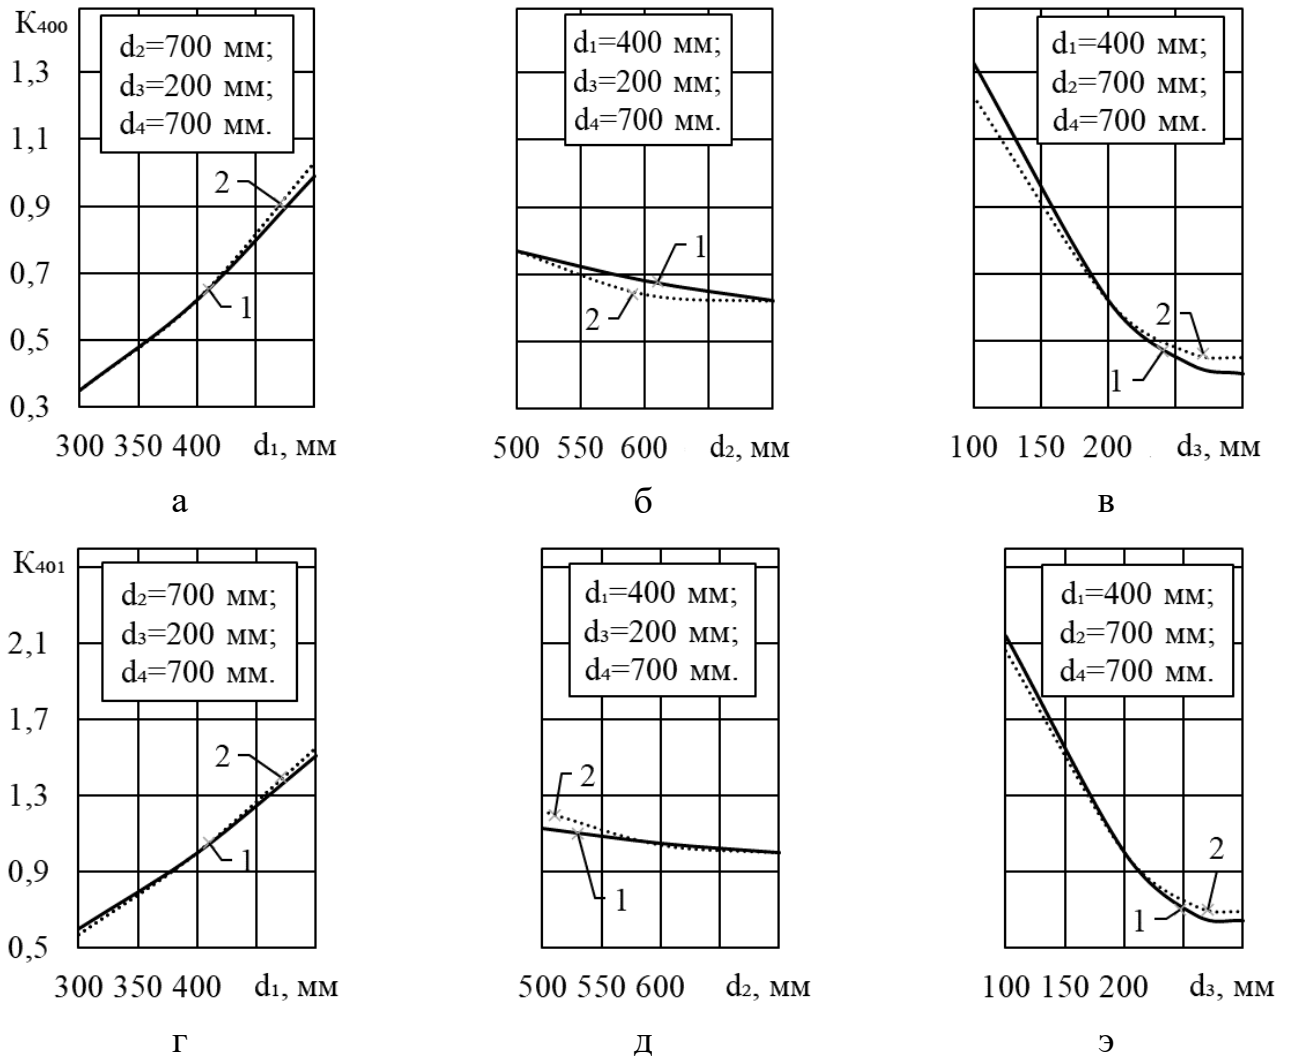 K₄₀₀
d₂=700 мм;
d₃=200 мм;
d₄=700 мм.
1,3
1,1
0,9
0,7
0,5
0,3
2
1
300 350 400 d₁, мм
а
d₁=400 мм;
d₃=200 мм;
d₄=700 мм.
1
2
500 550 600 d₂, мм
б
d₁=400 мм;
d₂=700 мм;
d₄=700 мм.
2
1
100 150 200 d₃, мм
в
K₄₀₁
d₂=700 мм;
d₃=200 мм;
d₄=700 мм.
2,1
1,7
1,3
0,9
0,5
2
1
300 350 400 d₁, мм
г
d₁=400 мм;
d₃=200 мм;
d₄=700 мм.
2
1
500 550 600 d₂, мм
д
d₁=400 мм;
d₂=700 мм;
d₄=700 мм.
2
1
100 150 200 d₃, мм
э